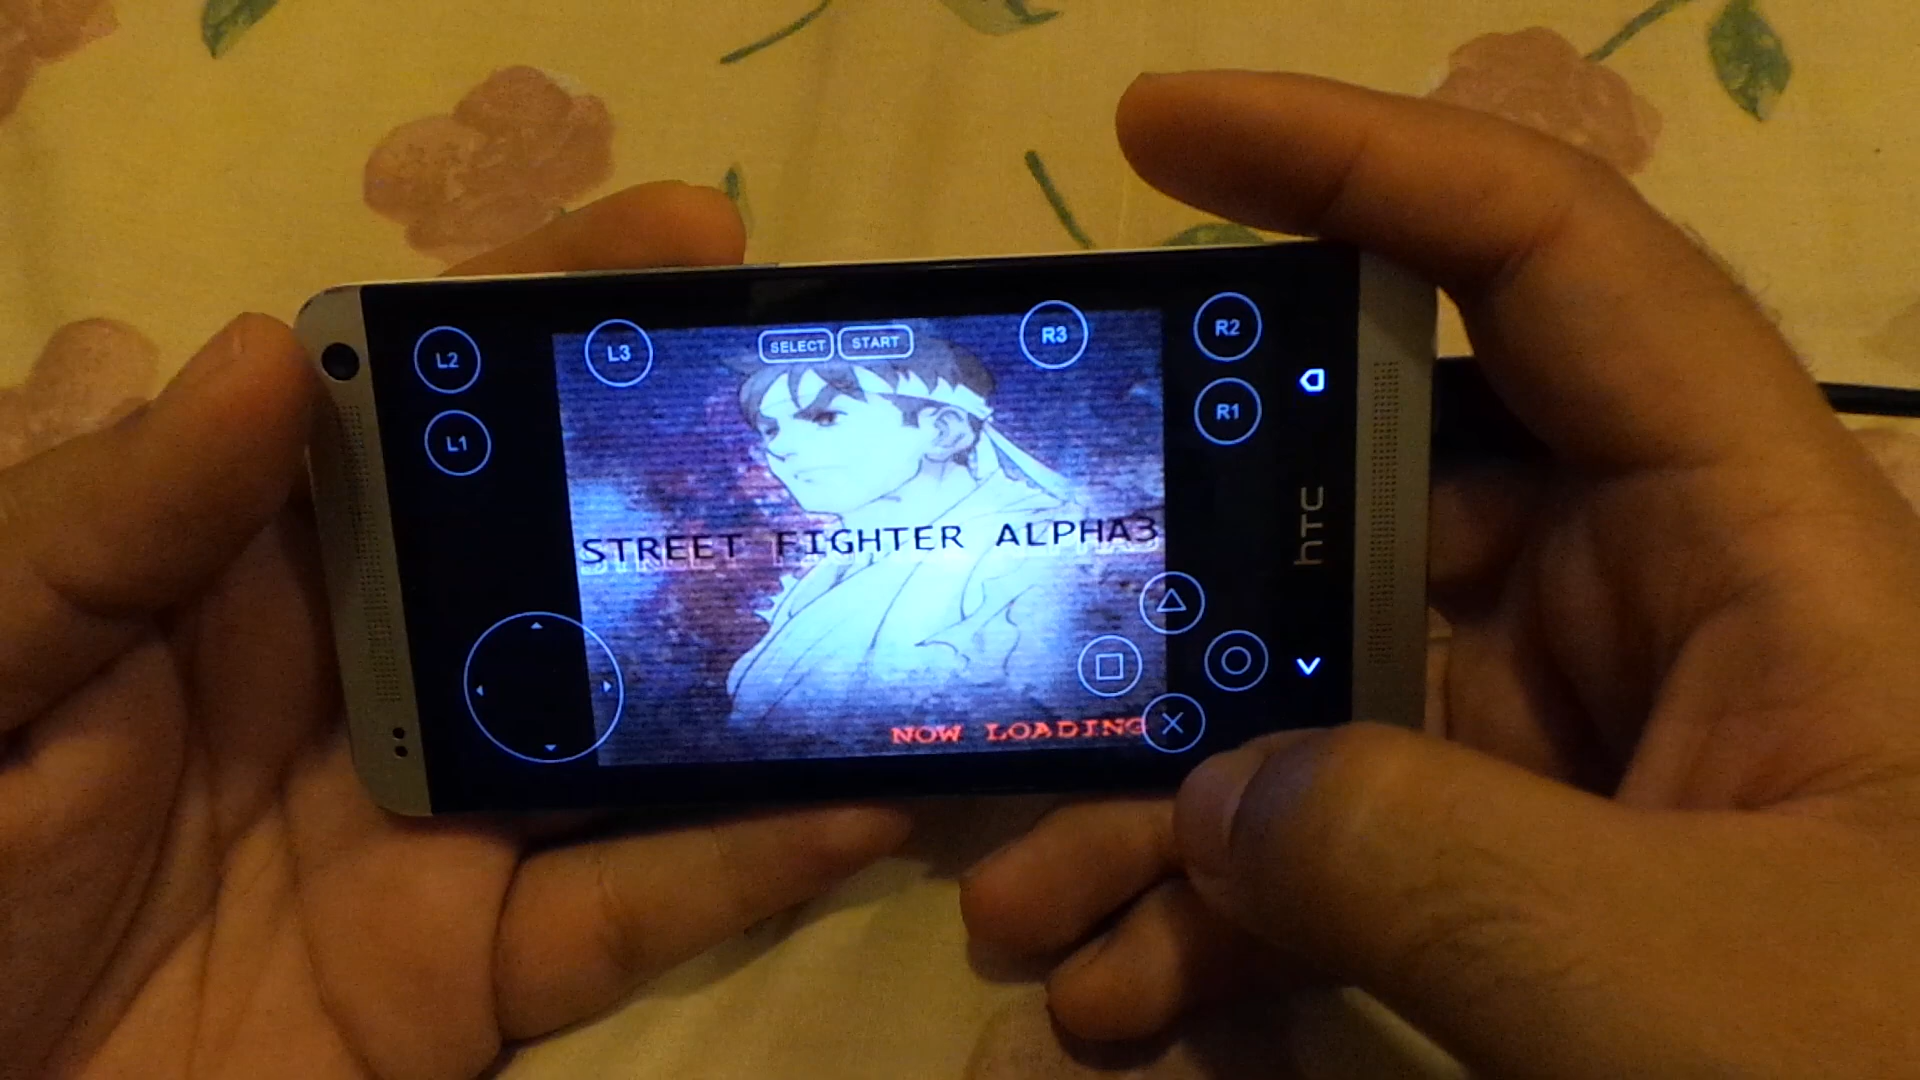 L2
L3
SELECT
START
R3
R2
L1
R1
hTC
STREET FIGHTER ALPHA3
NOW LOADING